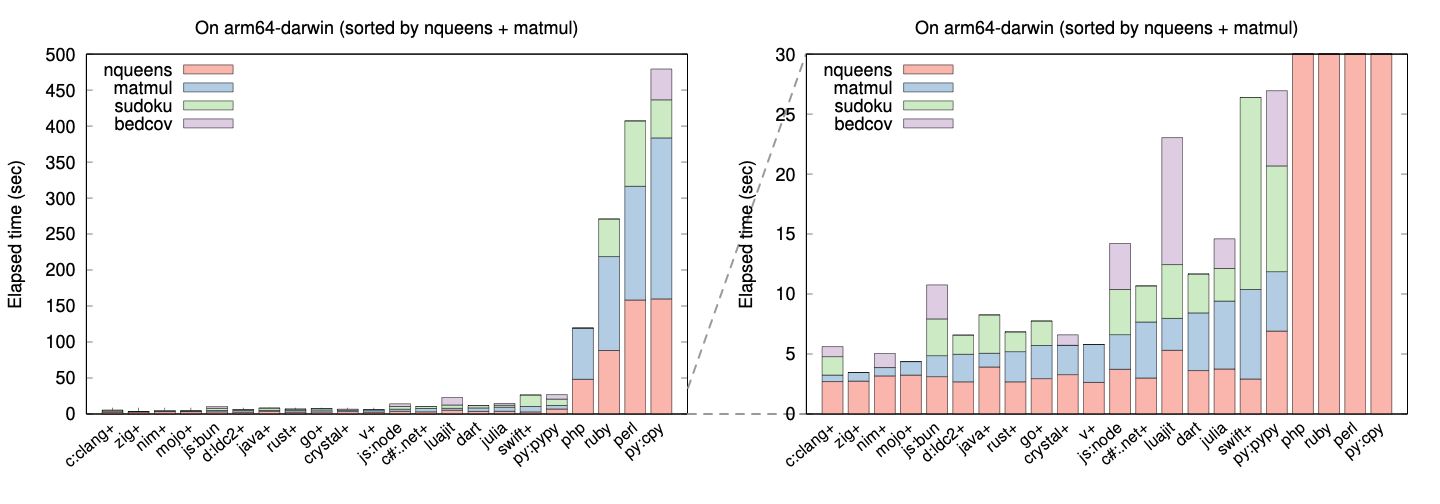 On arm64-darwin (sorted by nqueens + matmul)
Elapsed time (sec)
500
450
400
350
300
250
200
150
100
50
0
nqueens
matmul
sudoku
bedcov
c:clang+
zig+
nim+
mojo+
js:bun
d:ldc2+
java+
rust+
go+
crystal+
v+
js:node
c#:.net+
luajit
dart
julia
swift+
py:pypy
php
ruby
perl
py:cpy
On arm64-darwin (sorted by nqueens + matmul)
Elapsed time (sec)
30
25
20
15
10
5
0
nqueens
matmul
sudoku
bedcov
c:clang+
zig+
nim+
mojo+
js:bun
d:ldc2+
java+
rust+
go+
crystal+
v+
js:node
c#:.net+
luajit
dart
julia
swift+
py:pypy
php
ruby
perl
py:cpy